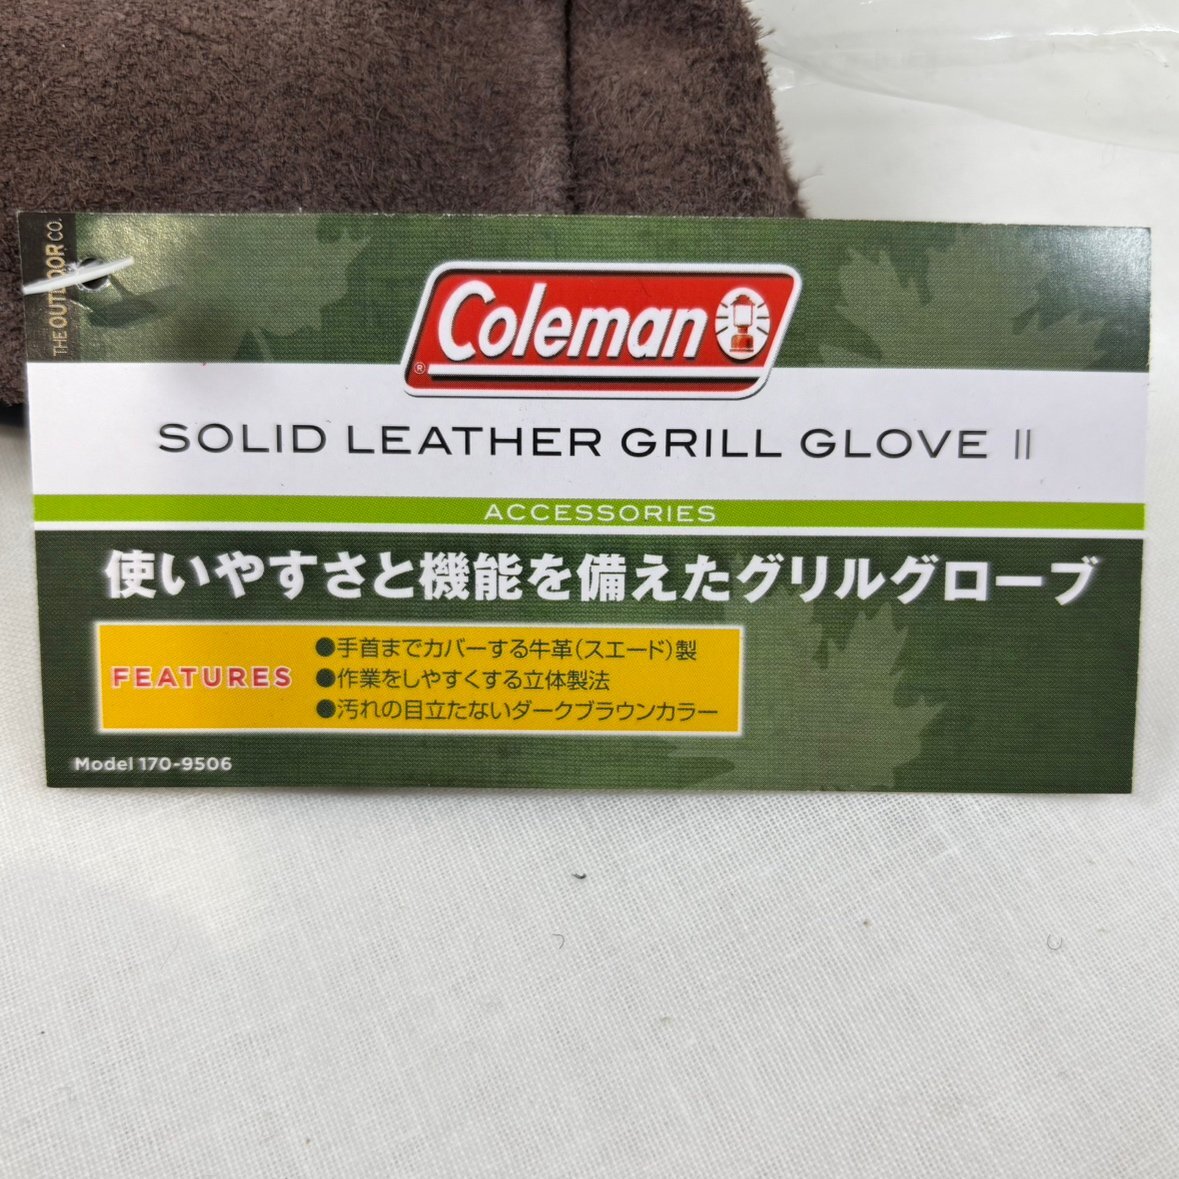 THE OUTDOOR CO.
Coleman
®
SOLID LEATHER GRILL GLOVE II
ACCESSORIES
使いやすさと機能を備えたグリルグローブ
FEATURES
●手首までカバーする牛革(スエード)製
●作業をしやすくする立体製法
●汚れの目立たないダークブラウンカラー
Model 170-9506